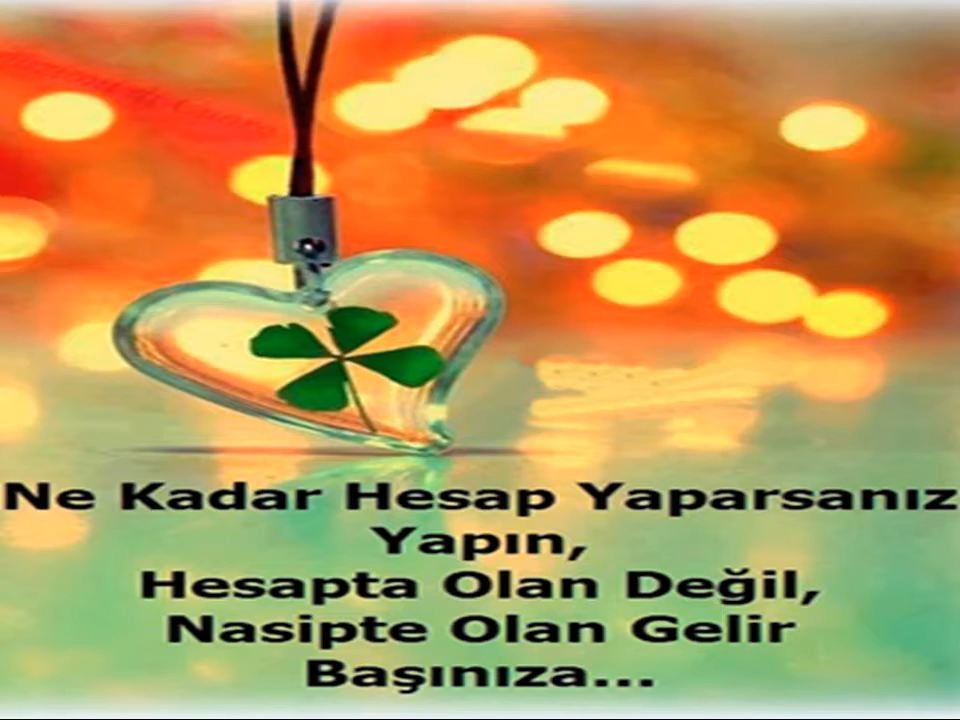 Ne Kadar Hesap Yaparsanız
Yapın,
Hesapta Olan Değil,
Nasipte Olan Gelir
Başınıza...